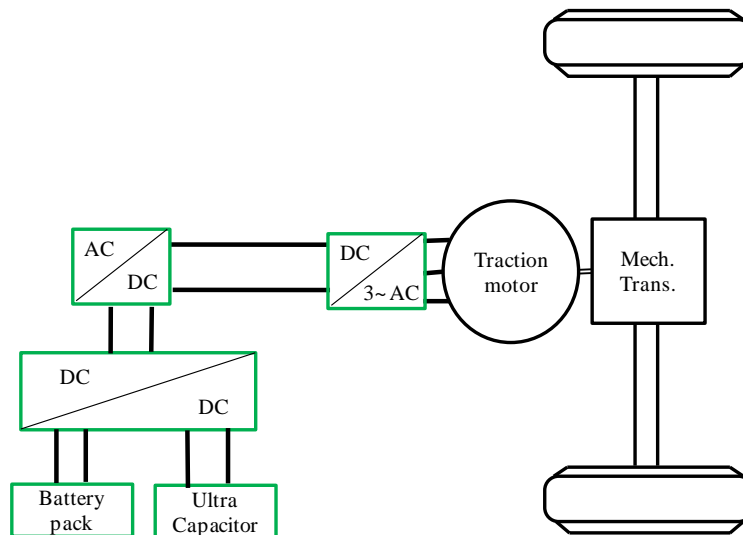 AC
DC
DC
3~ AC
Traction
motor
Mech.
Trans.
DC
DC
Battery
pack
Ultra
Capacitor